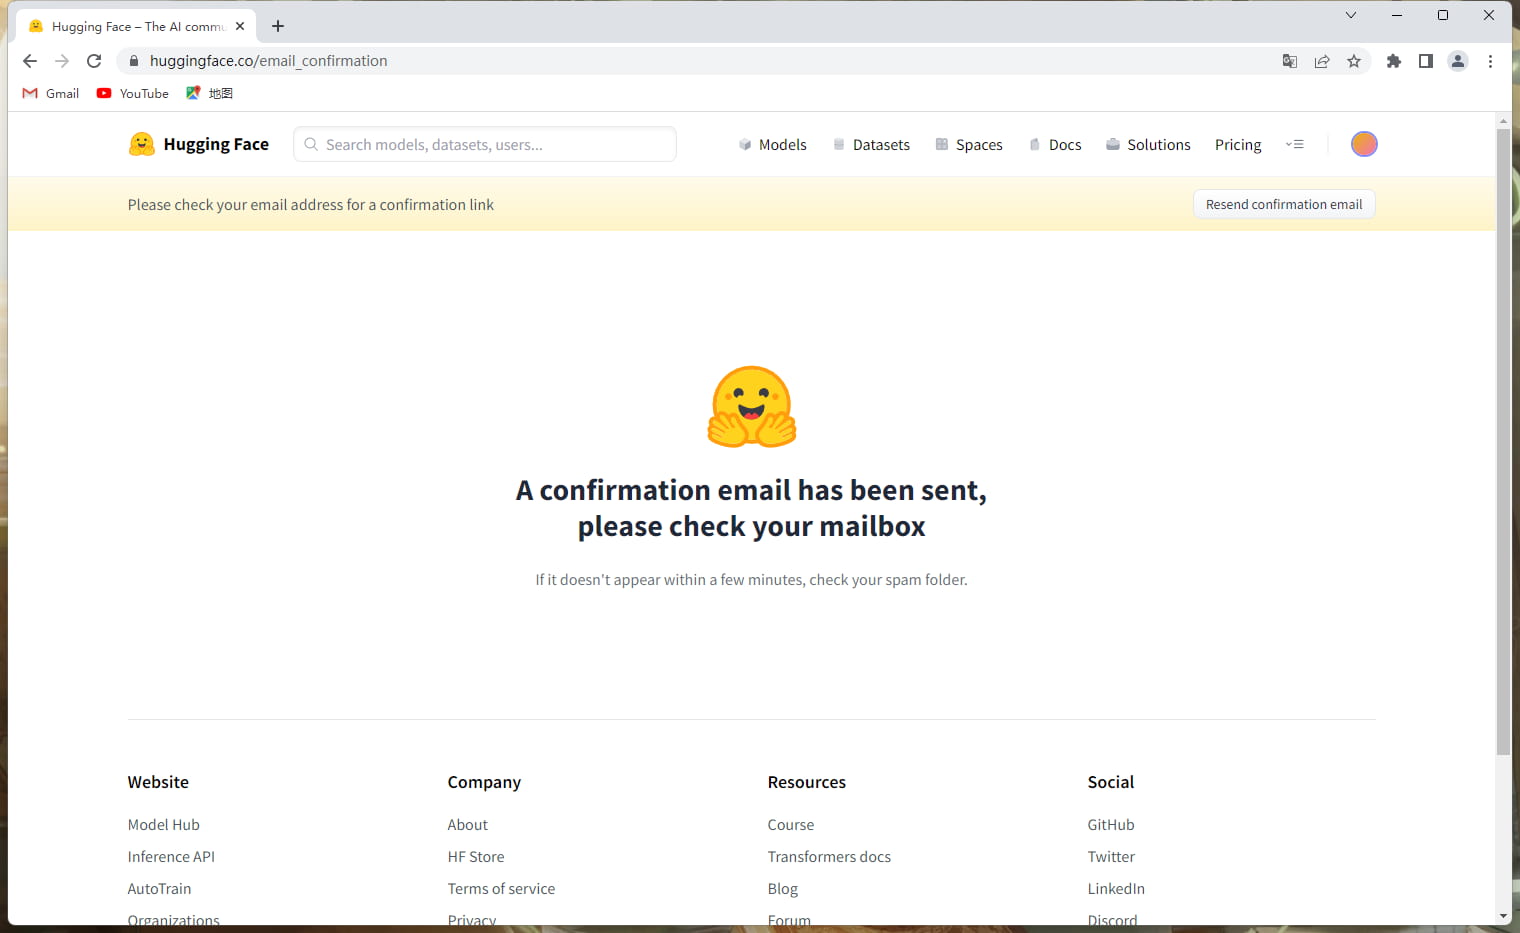 Hugging Face – The AI commu
huggingface.co/email_confirmation
Gmail
YouTube
地图
Hugging Face
Search models, datasets, users...
Models
Datasets
Spaces
Docs
Solutions
Pricing
Please check your email address for a confirmation link
Resend confirmation email
A confirmation email has been sent,
please check your mailbox
If it doesn't appear within a few minutes, check your spam folder.
Website
Company
Resources
Social
Model Hub
About
Course
GitHub
Inference API
HF Store
Transformers docs
Twitter
AutoTrain
Terms of service
Blog
LinkedIn
Organizations
Privacy
Forum
Discord